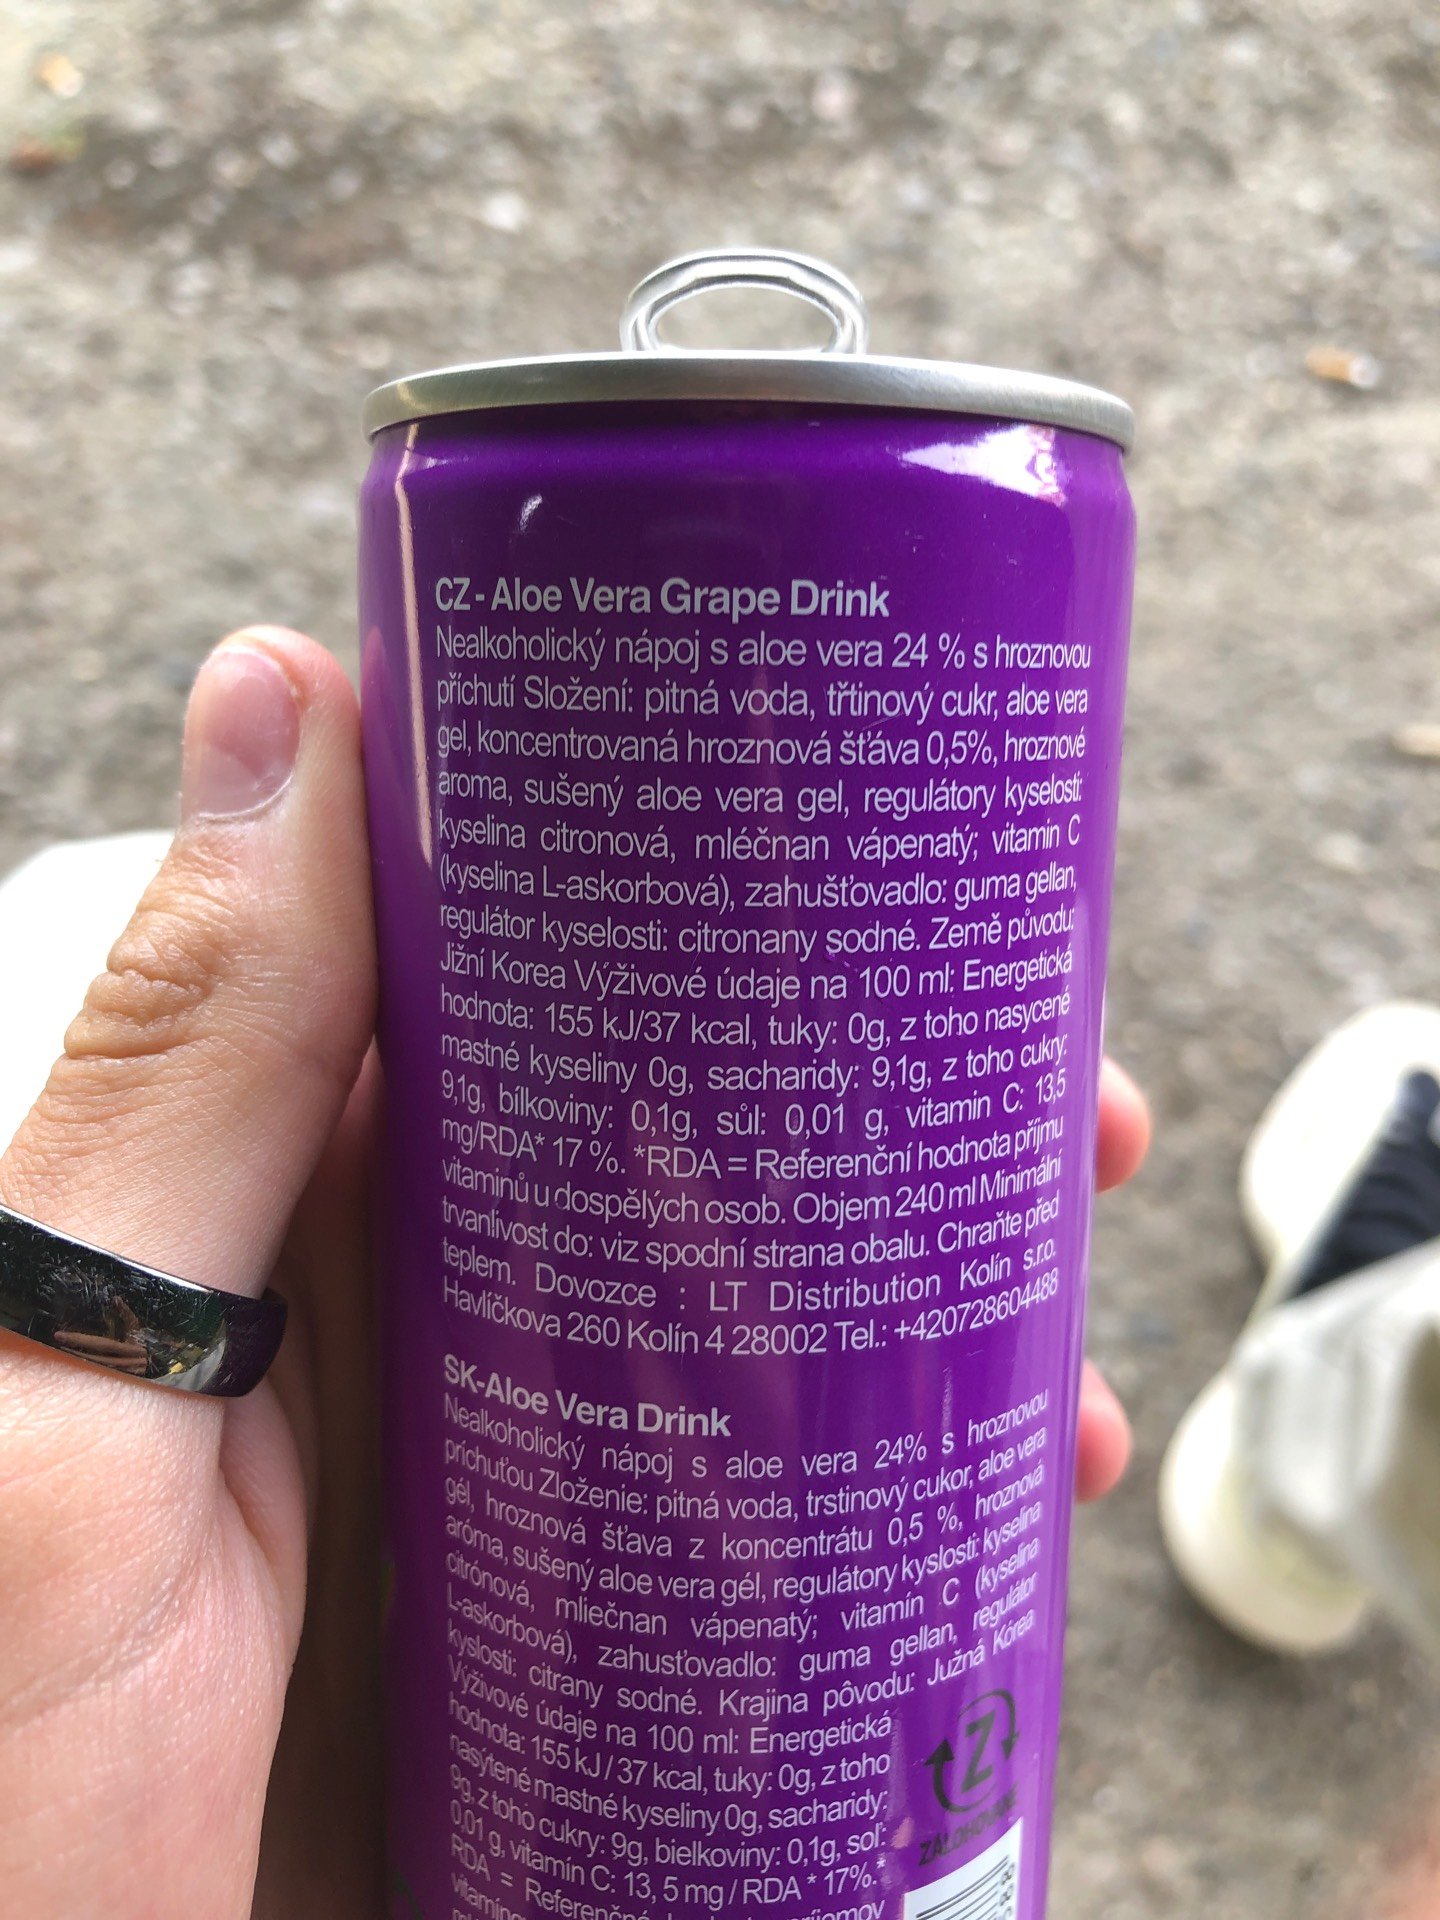 CZ - Aloe Vera Grape Drink
Nealkoholický nápoj s aloe vera 24 % s hroznovou
příchutí Složení: pitná voda, třtinový cukr, aloe vera
gel, koncentrovaná hroznová šťáva 0,5%, hroznové
aroma, sušený aloe vera gel, regulátory kyselosti:
kyselina citronová, mléčnan vápenatý; vitamin C
(kyselina L-askorbová), zahušťovadlo: guma gellan,
regulátor kyselosti: citronany sodné. Země původu:
Jižní Korea Výživové údaje na 100 ml: Energetická
hodnota: 155 kJ/37 kcal, tuky: 0g, z toho nasycené
mastné kyseliny 0g, sacharidy: 9,1g, z toho cukry:
9,1g, bílkoviny: 0,1g, sůl: 0,01 g, vitamin C: 13,5
mg/RDA* 17 %. *RDA = Referenční hodnota příjmu
vitaminů u dospělých osob. Objem 240 ml Minimální
trvanlivost do: viz spodní strana obalu. Chraňte před
teplem. Dovozce : LT Distribution Kolín s.r.o.
Havlíčkova 260 Kolín 4 28002 Tel.: +420728604488
SK-Aloe Vera Drink
Nealkoholický nápoj s aloe vera 24% s hroznovou
príchuťou Zloženie: pitná voda, trstinový cukor, aloe vera
gél, hroznová šťava z koncentrátu 0,5 %, hroznová
aróma, sušený aloe vera gél, regulátory kyslosti: kyselina
citrónová, mliečnan vápenatý; vitamín C (kyselina
L-askorbová), zahusťovadlo: guma gellan, regulátor
kyslosti: citrany sodné. Krajina pôvodu: Južná Kórea
Výživové údaje na 100 ml: Energetická
hodnota: 155 kJ / 37 kcal, tuky: 0g, z toho
nasýtené mastné kyseliny 0g, sacharidy:
9g, z toho cukry: 9g, bielkoviny: 0,1g, soľ:
0,01 g, vitamín C: 13, 5 mg / RDA * 17%. *
RDA = Referenčná
Z
ZÁLOHOVANÉ